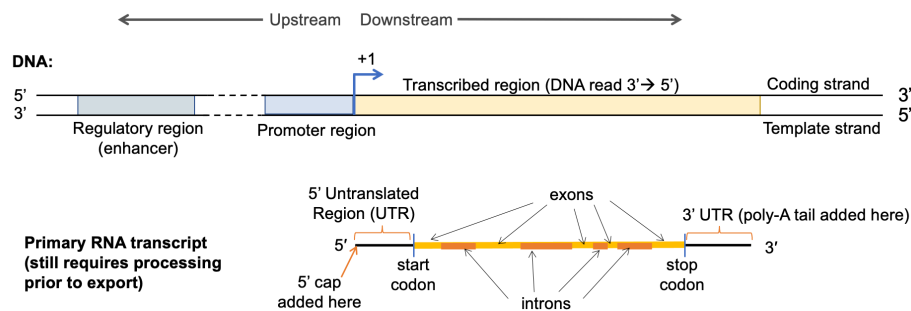 Upstream Downstream
DNA:
+1
Transcribed region (DNA read 3’→ 5’)
Coding strand
5’ 3’
3’ 5’
Regulatory region
(enhancer)
Promoter region
Template strand
5’ Untranslated
Region (UTR)
exons
3’ UTR (poly-A tail added here)
Primary RNA transcript
(still requires processing
prior to export)
5’ 3’
start
codon
stop
codon
5’ cap
added here
introns